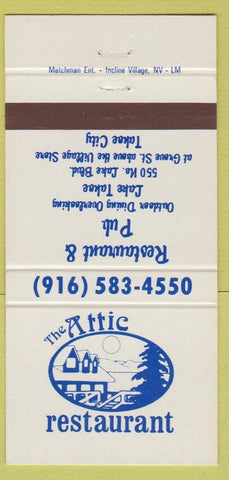 Matchman Ent. - Incline Village, NV - LM
Restaurant &
Pub
Outdoor Dining Overlooking
Lake Tahoe
550 No. Lake Blvd.
at Grove St. above the Village Store
Tahoe City
(916) 583-4550
The Attic
restaurant